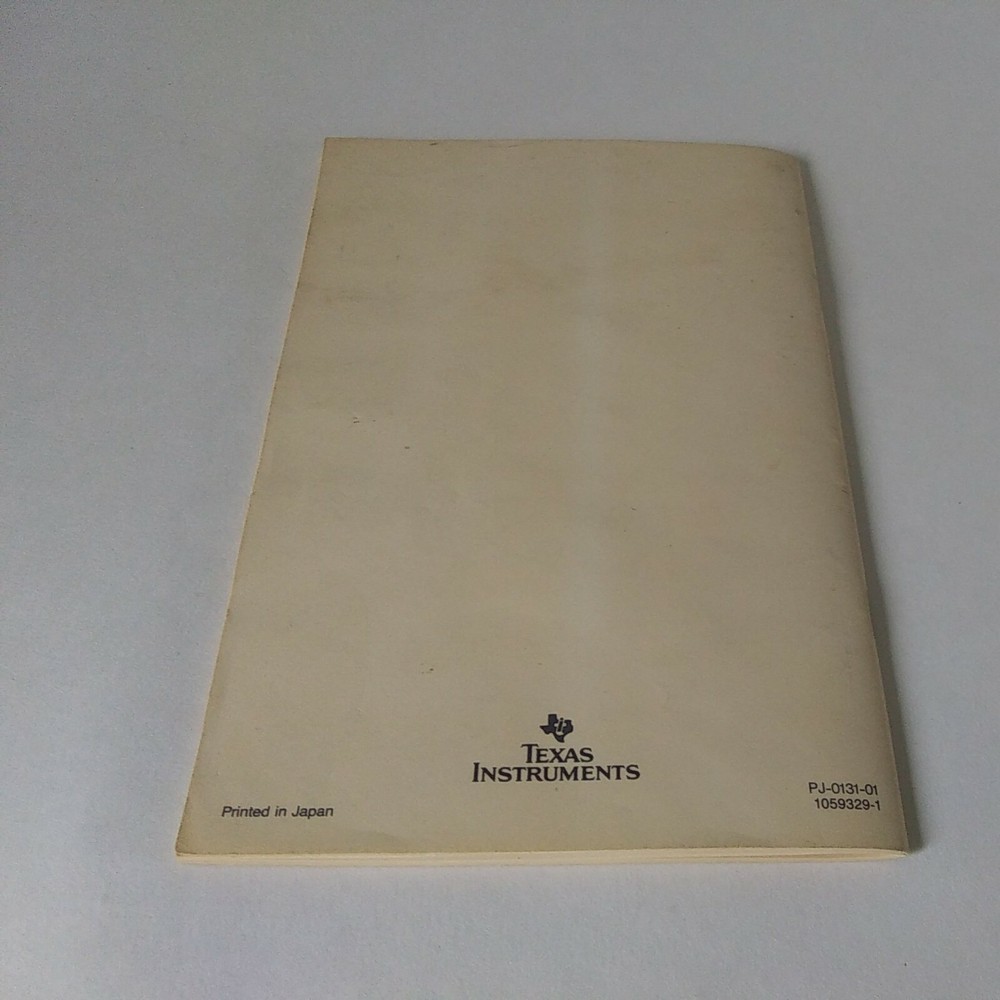 TEXAS
INSTRUMENTS
Printed in Japan
PJ-0131-01
1059329-1